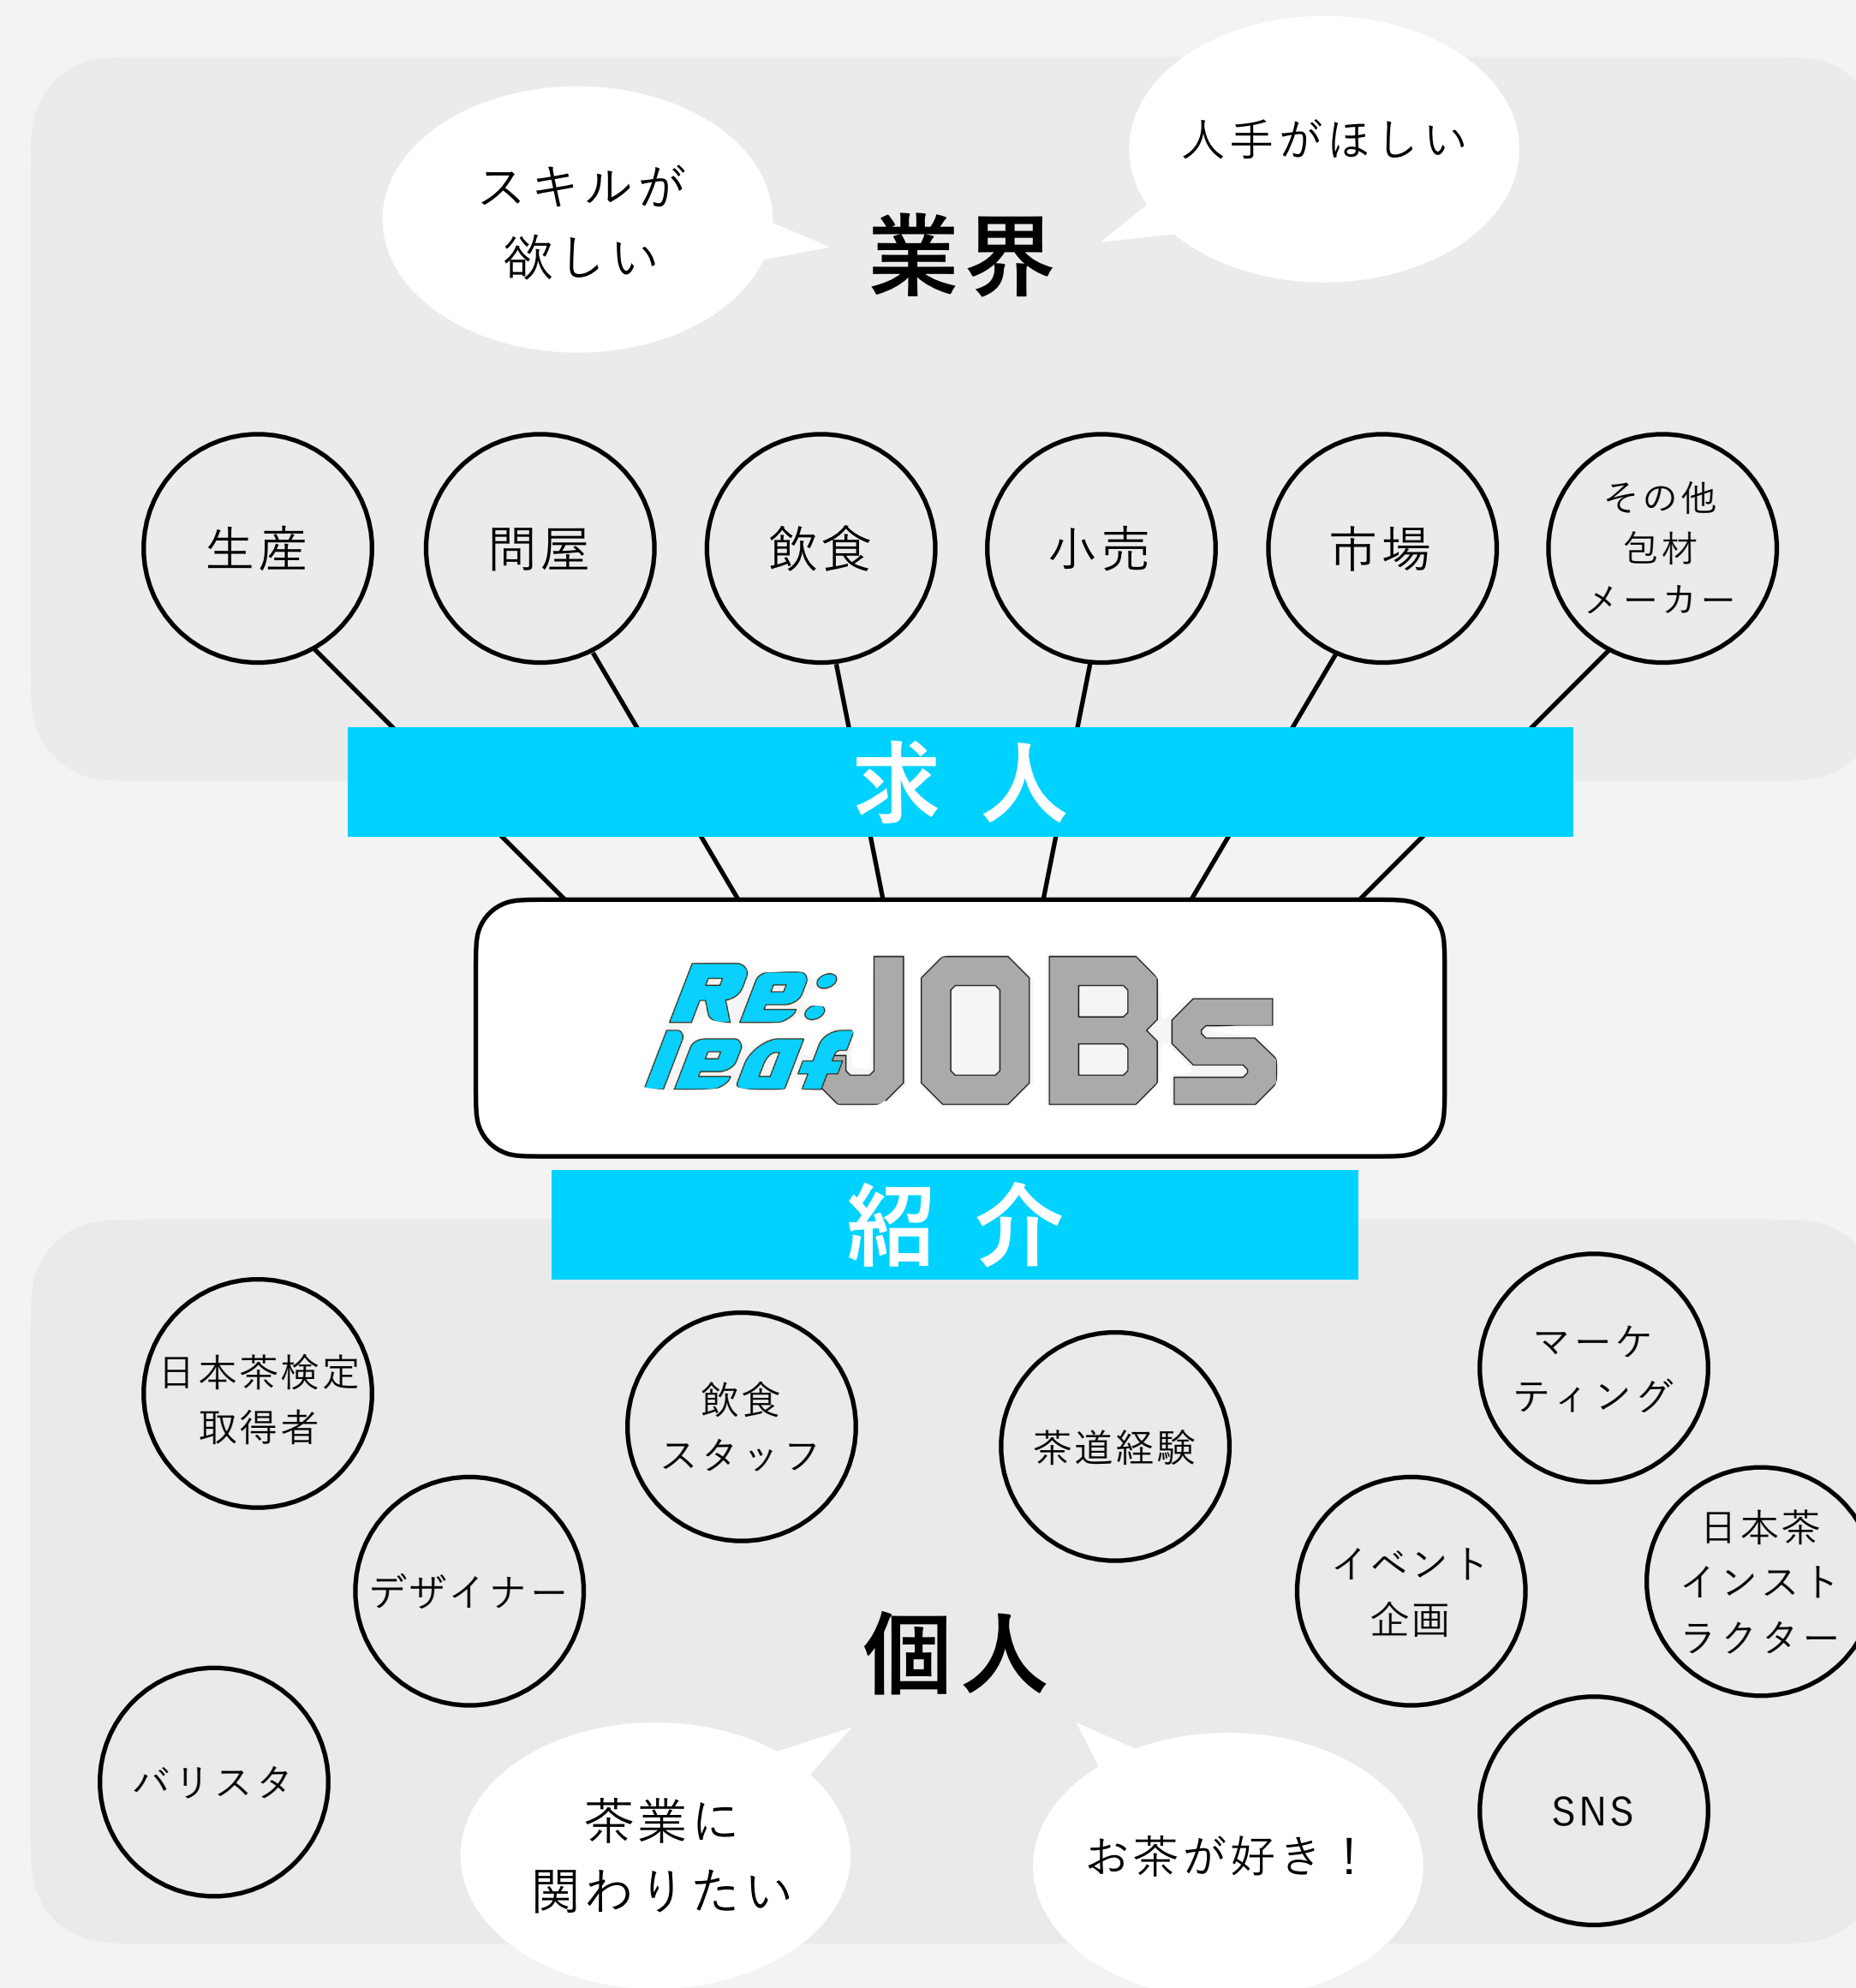 人手がほしい
スキルが
欲しい
業界
生産
問屋
飲食
小売
市場
その他
包材
メーカー
求人
Re:
leaf
JOBs
紹介
日本茶検定
取得者
飲食
スタッフ
茶道経験
マーケ
ティング
デザイナー
イベント
企画
日本茶
インスト
ラクター
個人
バリスタ
茶業に
関わりたい
お茶が好き！
SNS